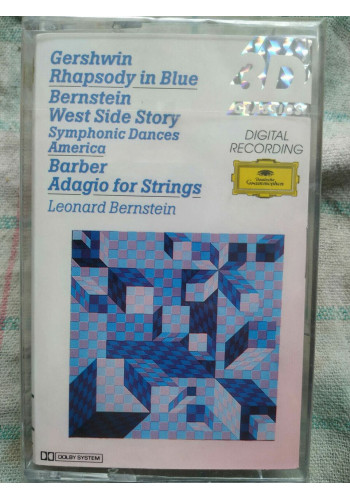 Gershwin
Rhapsody in Blue
Bernstein
West Side Story
Symphonic Dances
America
Barber
Adagio for Strings
Leonard Bernstein
DIGITAL
RECORDING
Deutsche
Grammophon
DOLBY SYSTEM